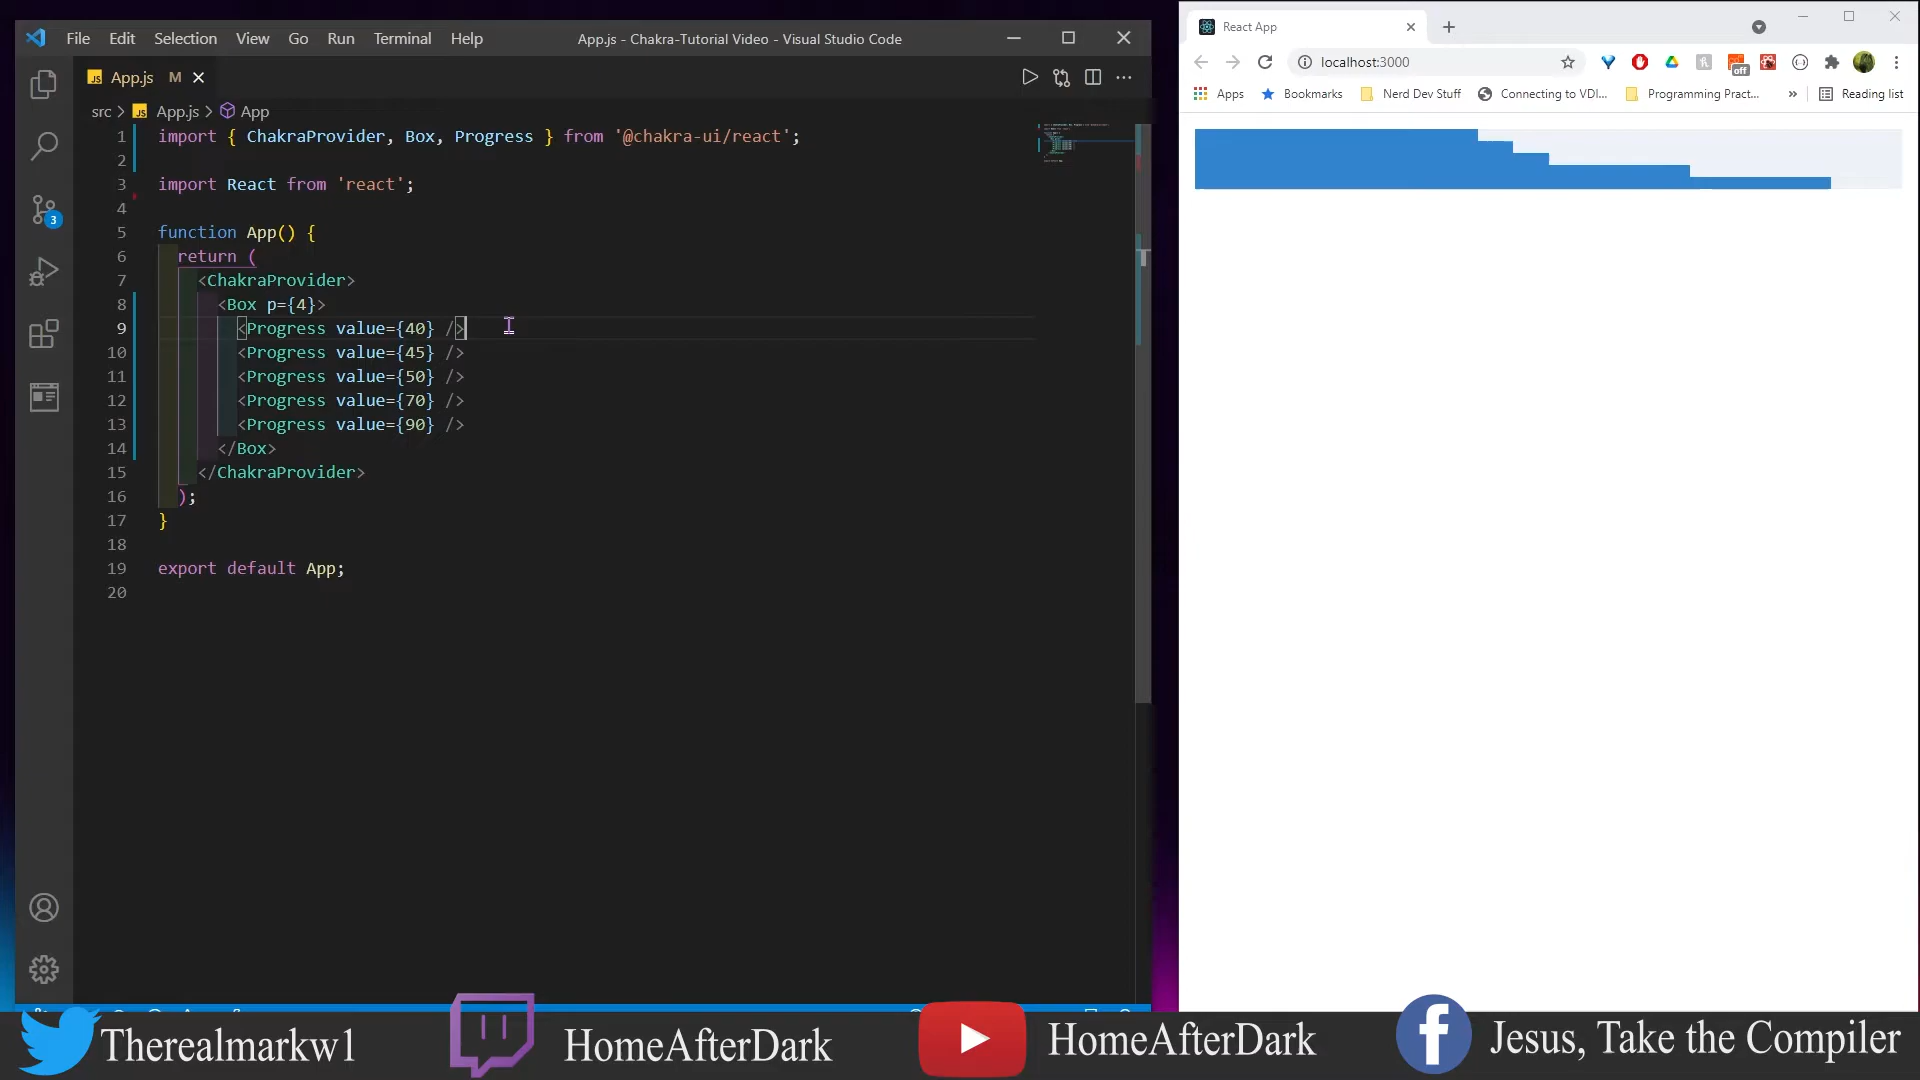 File Edit Selection View Go Run Terminal Help
App.js - Chakra-Tutorial Video - Visual Studio Code
JS App.js M
src > JS App.js > App
1 import { ChakraProvider, Box, Progress } from '@chakra-ui/react';
2
3 import React from 'react';
4
5 function App() {
6 return (
7 <ChakraProvider>
8 <Box p={4}>
9 <Progress value={40} />
10 <Progress value={45} />
11 <Progress value={50} />
12 <Progress value={70} />
13 <Progress value={90} />
14 </Box>
15 </ChakraProvider>
16 );
17 }
18
19 export default App;
20
3
React App
localhost:3000
off
Apps Bookmarks Nerd Dev Stuff Connecting to VDI... Programming Pract... » Reading list
Therealmarkw1
HomeAfterDark
HomeAfterDark
Jesus, Take the Compiler